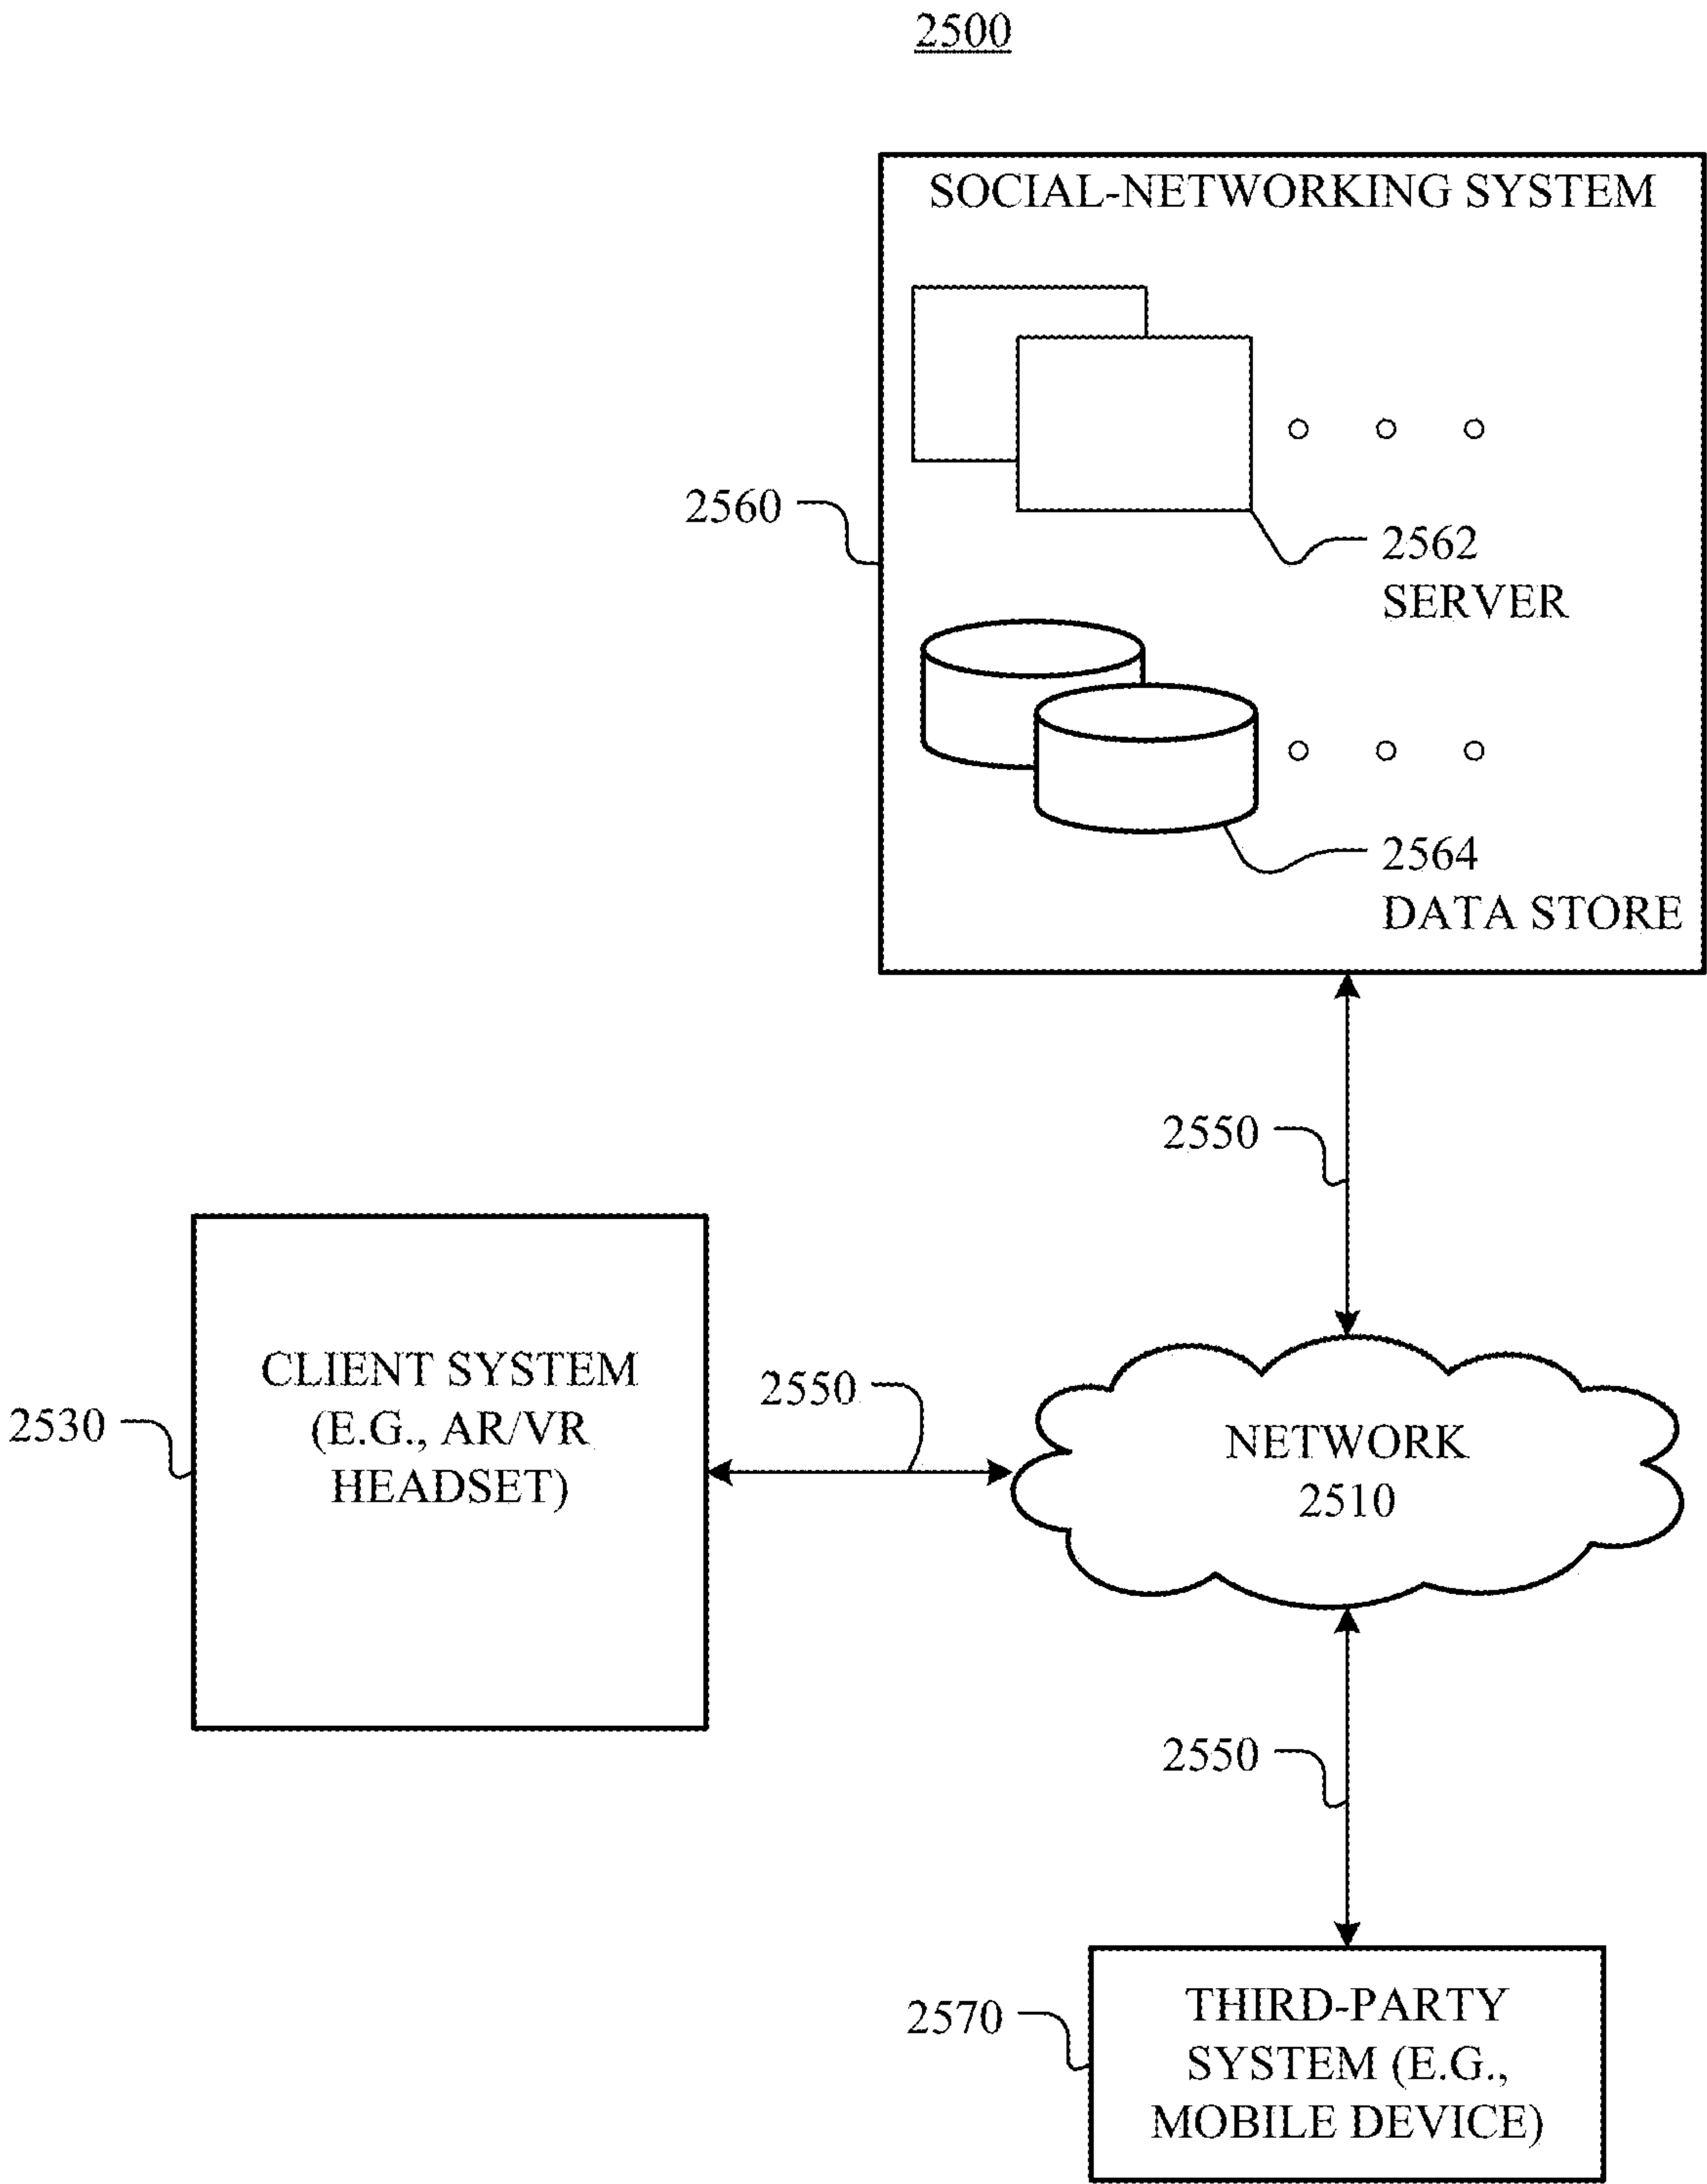 2500
SOCIAL-NETWORKING SYSTEM
2560
2562
SERVER
2564
DATA STORE
2550
CLIENT SYSTEM
(E.G., AR/VR
HEADSET)
2530
2550
NETWORK
2510
2550
2570
THIRD-PARTY
SYSTEM (E.G.,
MOBILE DEVICE)